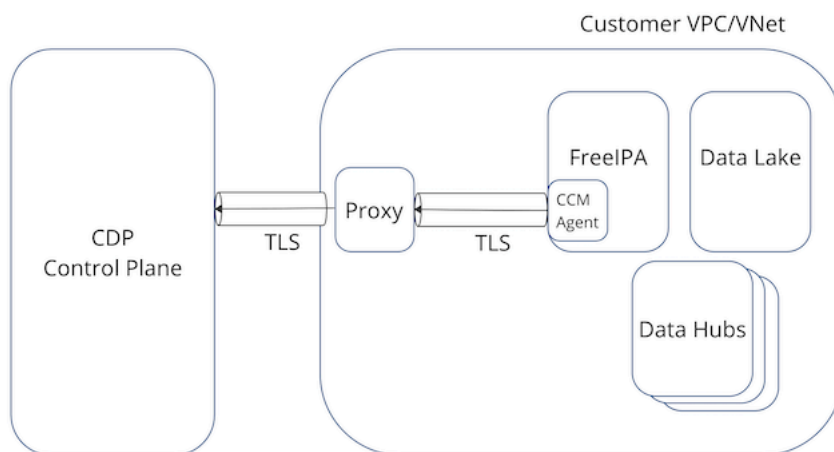 Customer VPC/VNet
FreeIPA
Data Lake
CCM
Agent
Proxy
TLS
TLS
CDP
Control Plane
Data Hubs